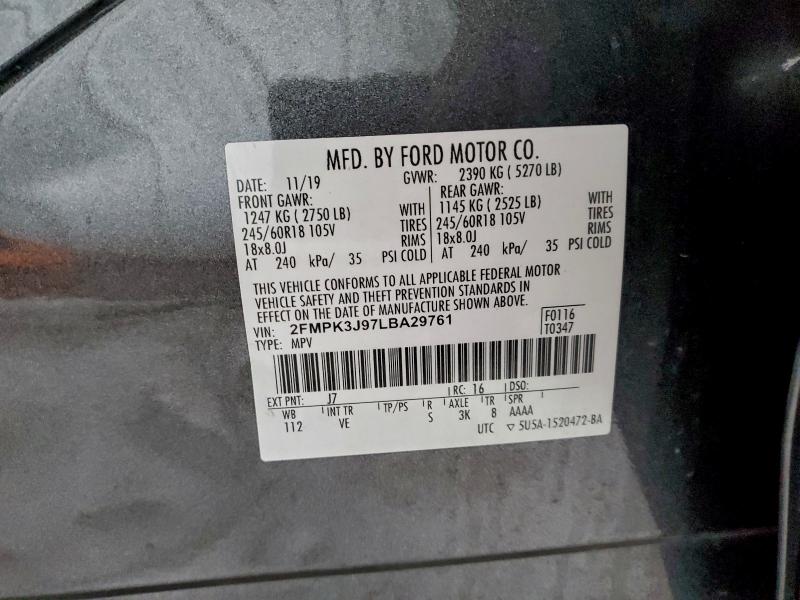 MFD. BY FORD MOTOR CO.
DATE: 11/19 GVWR: 2390 KG ( 5270 LB)
FRONT GAWR: REAR GAWR:
1247 KG ( 2750 LB) WITH 1145 KG ( 2525 LB) WITH
245/60R18 105V TIRES 245/60R18 105V TIRES
18x8.0J RIMS 18x8.0J RIMS
AT 240 kPa/ 35 PSI COLD AT 240 kPa/ 35 PSI COLD
THIS VEHICLE CONFORMS TO ALL APPLICABLE FEDERAL MOTOR
VEHICLE SAFETY AND THEFT PREVENTION STANDARDS IN
EFFECT ON THE DATE OF MANUFACTURE SHOWN ABOVE.
VIN: 2FMPK3J97LBA29761 F0116
TYPE: MPV T0347
EXT PNT: J7 RC: 16 DSO:
WB INT TR TP/PS R AXLE TR SPR
112 VE S 3K 8 AAAA
UTC ▽ 5USA-1520472-BA